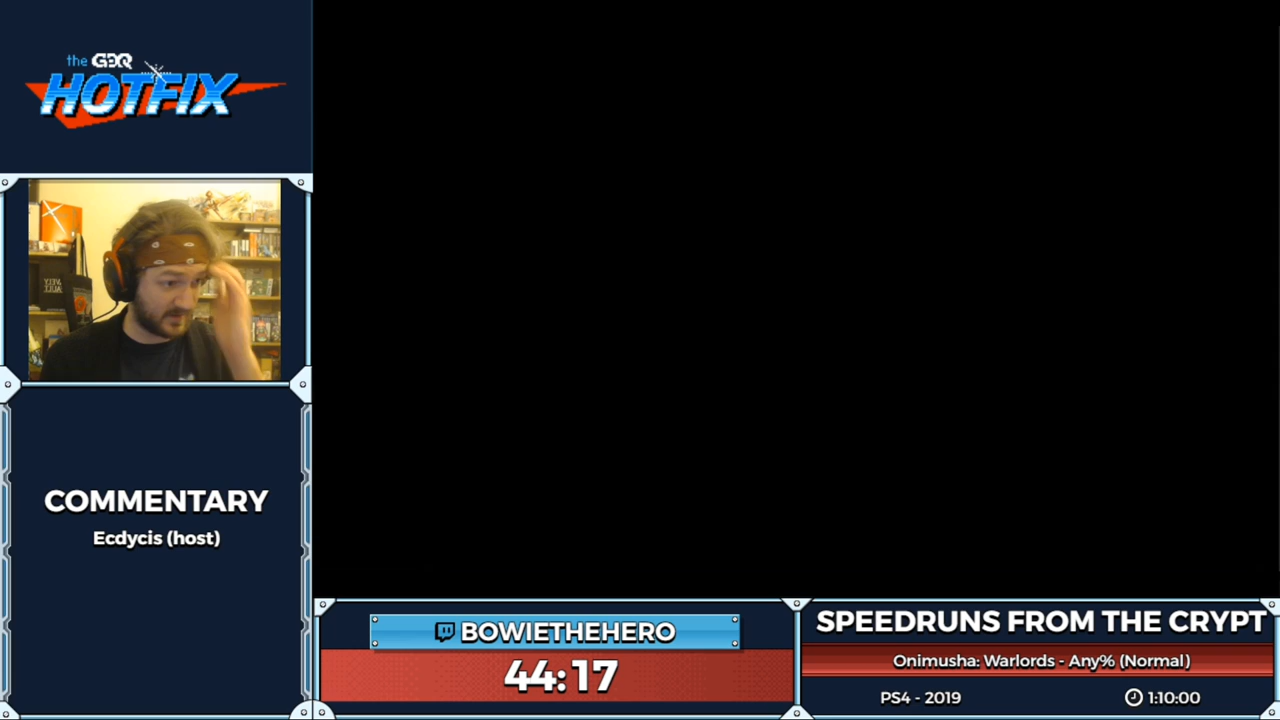 the GDQ
HOTFIX
COMMENTARY
Ecdycis (host)
BOWIETHEHERO
44:17
SPEEDRUNS FROM THE CRYPT
Onimusha: Warlords - Any% (Normal)
PS4 - 2019
1:10:00